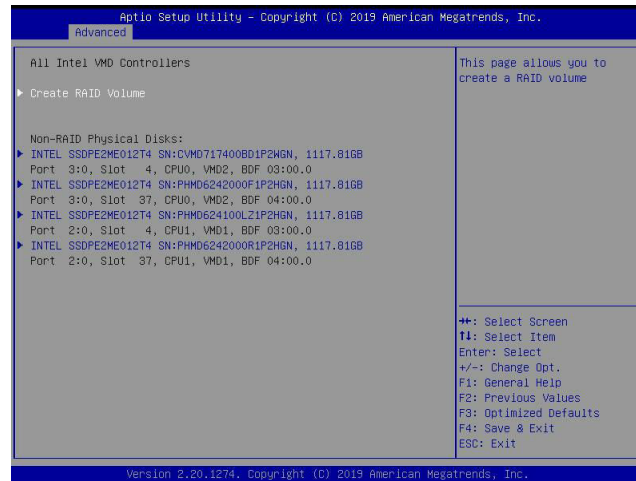 Aptio Setup Utility – Copyright (C) 2019 American Megatrends, Inc.
Advanced
All Intel VMD Controllers
▶ Create RAID Volume
Non-RAID Physical Disks:
▶ INTEL SSDPE2ME012T4 SN:CVMD717400BD1P2WGN, 1117.81GB
Port 3:0, Slot 4, CPU0, VMD2, BDF 03:00.0
▶ INTEL SSDPE2ME012T4 SN:PHMD6242000F1P2HGN, 1117.81GB
Port 3:0, Slot 37, CPU0, VMD2, BDF 04:00.0
▶ INTEL SSDPE2ME012T4 SN:PHMD624100LZ1P2HGN, 1117.81GB
Port 2:0, Slot 4, CPU1, VMD1, BDF 03:00.0
▶ INTEL SSDPE2ME012T4 SN:PHMD6242000R1P2HGN, 1117.81GB
Port 2:0, Slot 37, CPU1, VMD1, BDF 04:00.0
This page allows you to
create a RAID volume
→←: Select Screen
↑↓: Select Item
Enter: Select
+/-: Change Opt.
F1: General Help
F2: Previous Values
F3: Optimized Defaults
F4: Save & Exit
ESC: Exit
Version 2.20.1274. Copyright (C) 2019 American Megatrends, Inc.